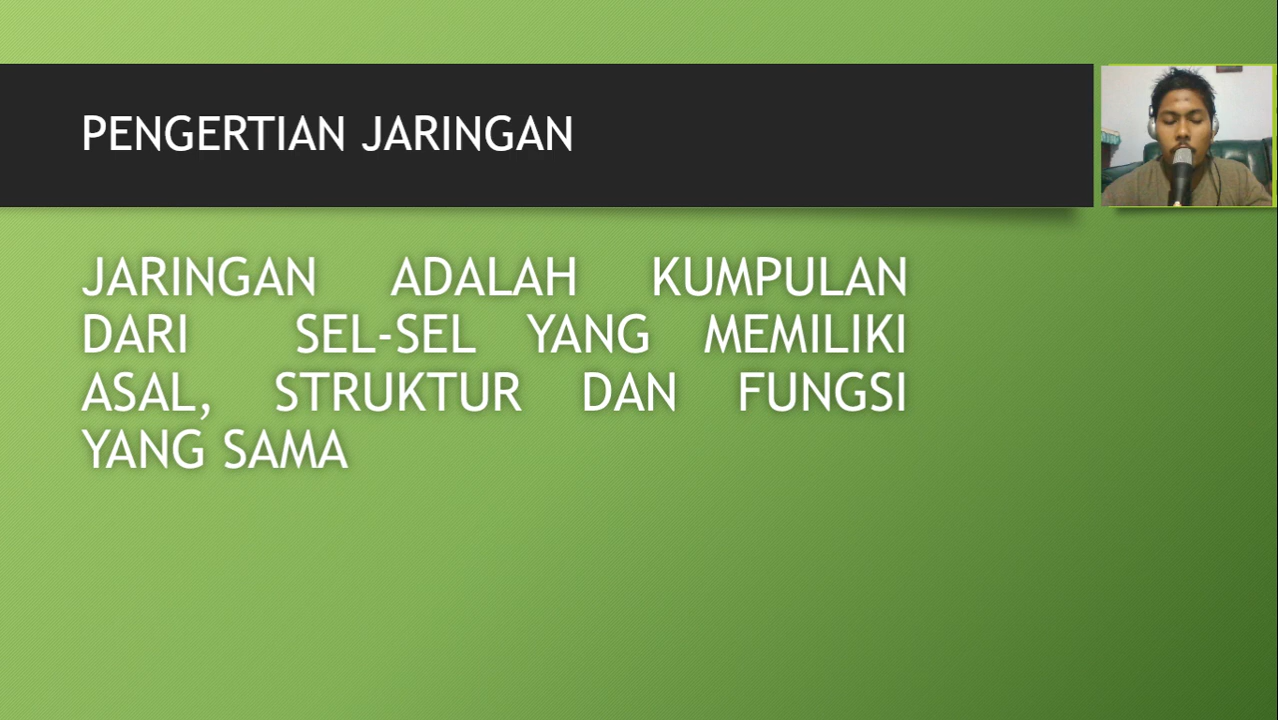 PENGERTIAN JARINGAN
JARINGAN ADALAH KUMPULAN
DARI SEL-SEL YANG MEMILIKI
ASAL, STRUKTUR DAN FUNGSI
YANG SAMA